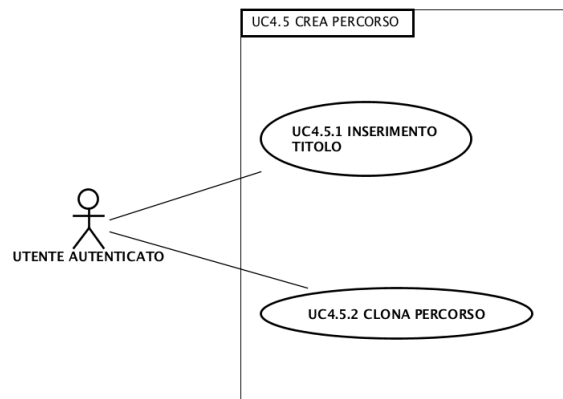 UC4.5 CREA PERCORSO
UC4.5.1 INSERIMENTO
TITOLO
UTENTE AUTENTICATO
UC4.5.2 CLONA PERCORSO